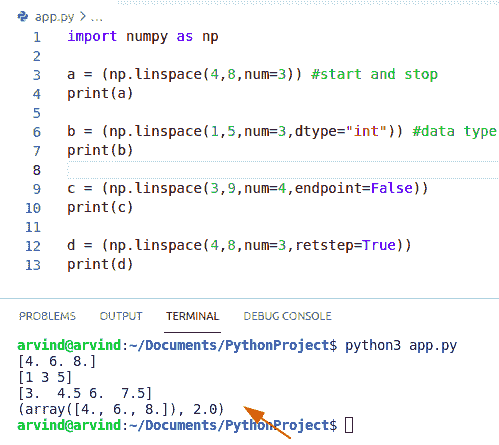 app.py > ...
1 import numpy as np
2
3 a = (np.linspace(4,8,num=3)) #start and stop
4 print(a)
5
6 b = (np.linspace(1,5,num=3,dtype="int")) #data type
7 print(b)
8
9 c = (np.linspace(3,9,num=4,endpoint=False))
10 print(c)
11
12 d = (np.linspace(4,8,num=3,retstep=True))
13 print(d)
PROBLEMS OUTPUT TERMINAL DEBUG CONSOLE
arvind@arvind:~/Documents/PythonProject$ python3 app.py
[4. 6. 8.]
[1 3 5]
[3.  4.5 6.  7.5]
(array([4., 6., 8.]), 2.0)
arvind@arvind:~/Documents/PythonProject$